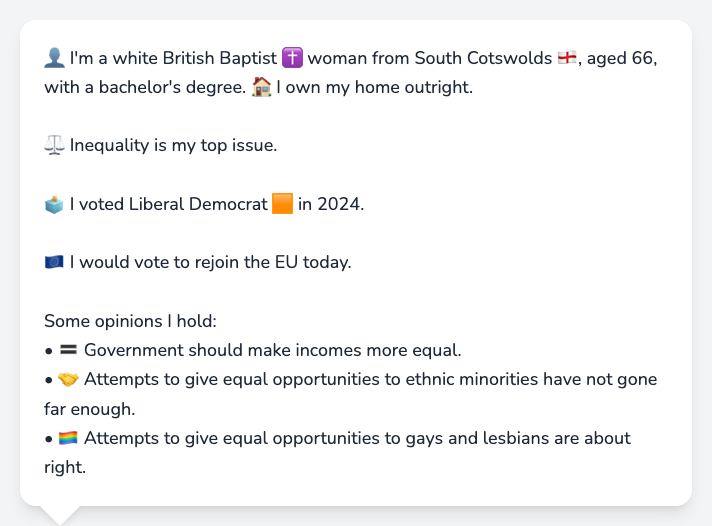 👤 I'm a white British Baptist ✝️ woman from South Cotswolds 🏴󠁧󠁢󠁥󠁮󠁧󠁿, aged 66,
with a bachelor's degree. 🏠 I own my home outright.
⚖️ Inequality is my top issue.
🗳️ I voted Liberal Democrat 🟧 in 2024.
🇪🇺 I would vote to rejoin the EU today.
Some opinions I hold:
• 🟰 Government should make incomes more equal.
• 🤝 Attempts to give equal opportunities to ethnic minorities have not gone
far enough.
• 🏳️‍🌈 Attempts to give equal opportunities to gays and lesbians are about
right.